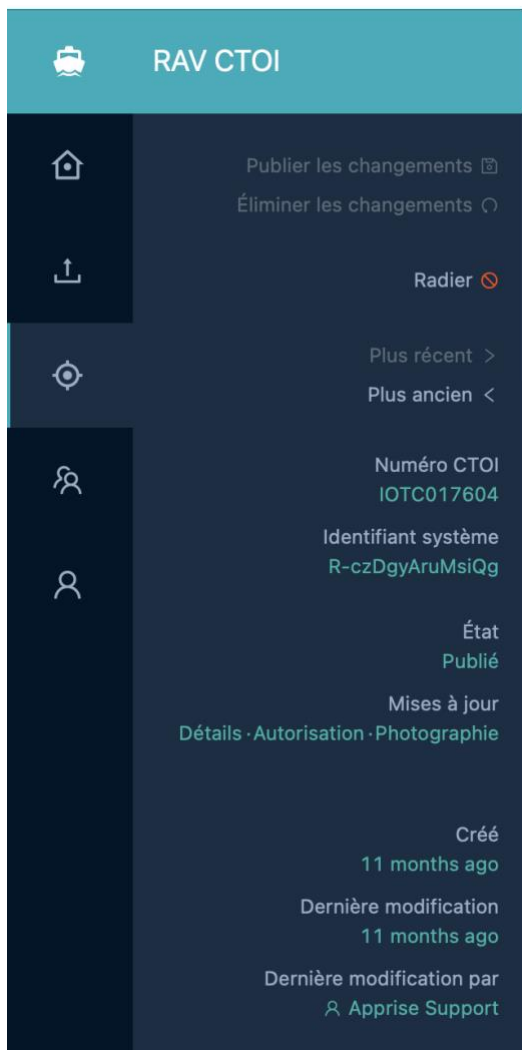 RAV CTOI
Publier les changements
Éliminer les changements
Radier
Plus récent >
Plus ancien <
Numéro CTOI
IOTC017604
Identifiant système
R-czDgyAruMsiQg
État
Publié
Mises à jour
Détails · Autorisation · Photographie
Créé
11 months ago
Dernière modification
11 months ago
Dernière modification par
Apprise Support